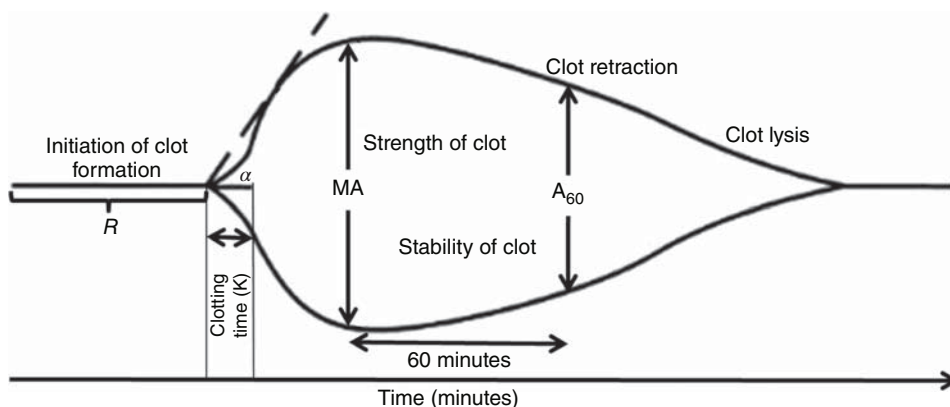 Clot retraction
Clot lysis
Initiation of clot
formation
Strength of clot
α
MA
A₆₀
R
Stability of clot
Clotting
time (K)
60 minutes
Time (minutes)